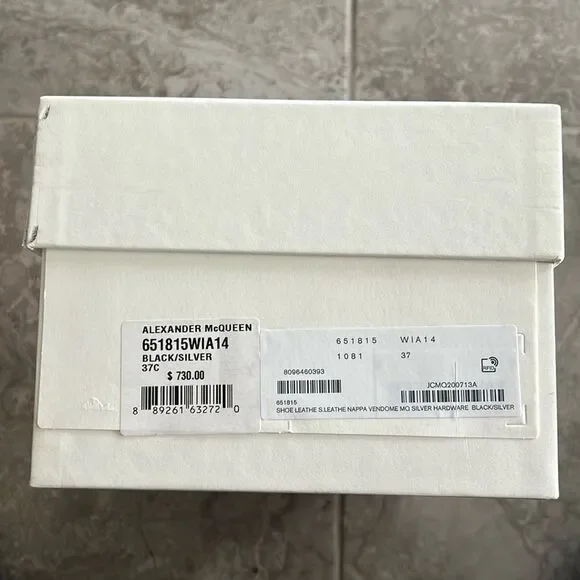 ALEXANDER McQUEEN
651815WIA14
BLACK/SILVER
37C
$ 730.00
8 89261 63272 0
651815 WIA14
1081 37
8096460393
RFID
JCMQ200713A
651815
SHOE LEATHE S.LEATHE NAPPA VENDOME MQ SILVER HARDWARE BLACK/SILVER